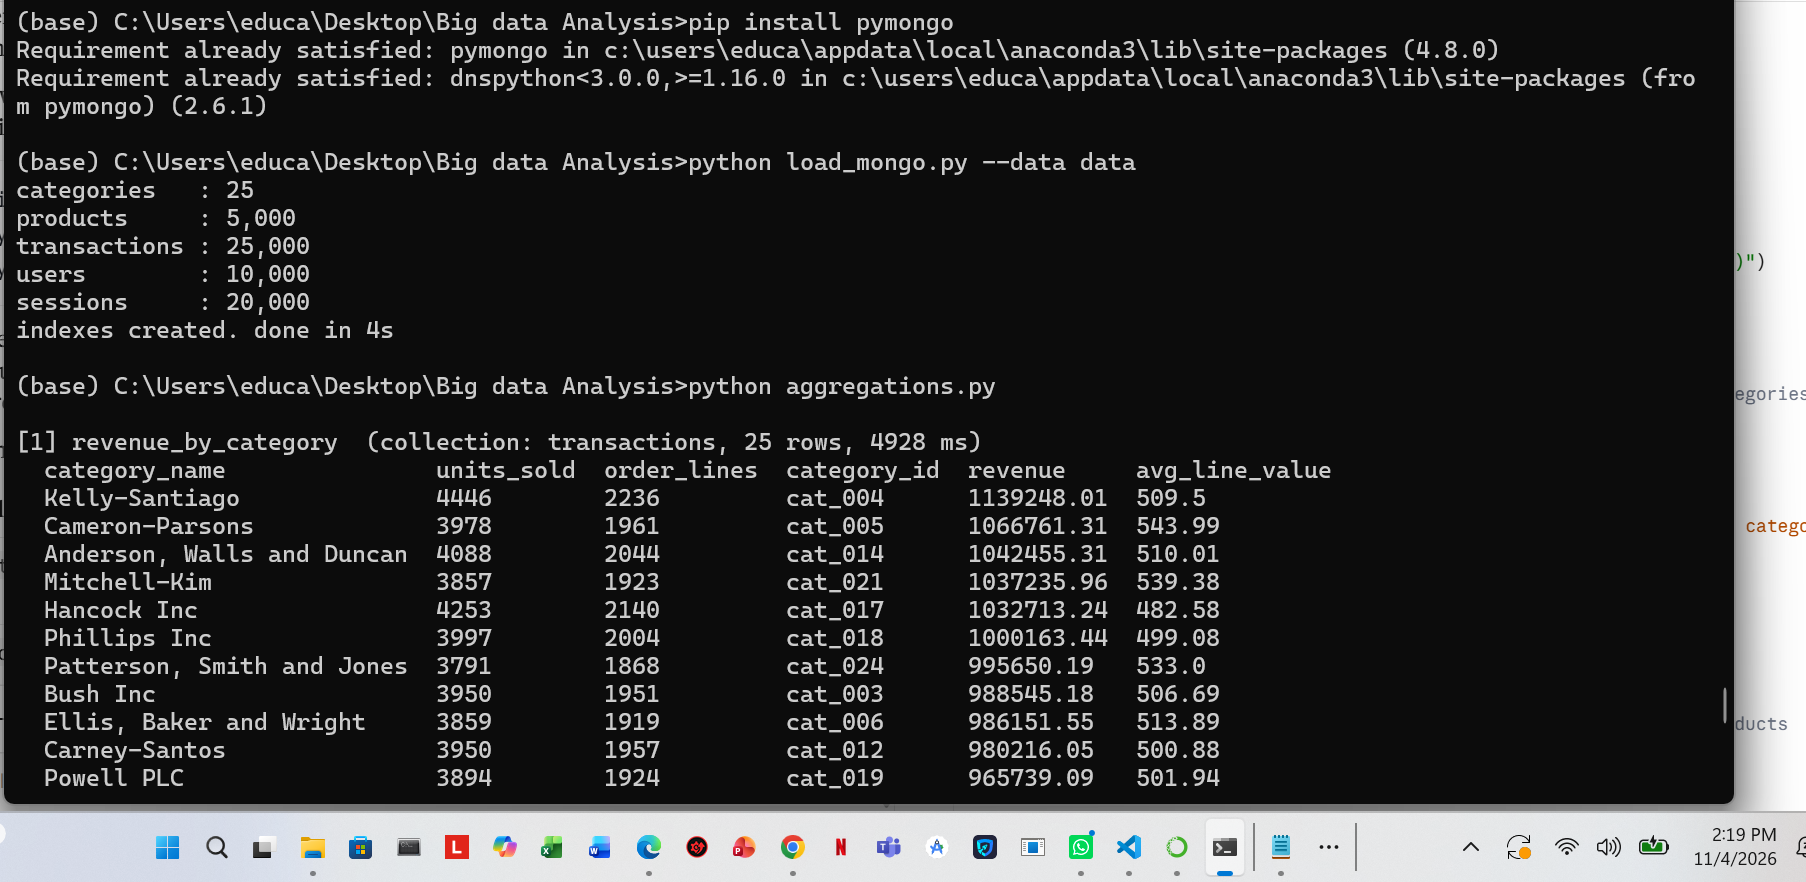 (base) C:\Users\educa\Desktop\Big data Analysis>pip install pymongo
Requirement already satisfied: pymongo in c:\users\educa\appdata\local\anaconda3\lib\site-packages (4.8.0)
Requirement already satisfied: dnspython<3.0.0,>=1.16.0 in c:\users\educa\appdata\local\anaconda3\lib\site-packages (fro
m pymongo) (2.6.1)
(base) C:\Users\educa\Desktop\Big data Analysis>python load_mongo.py --data data
categories   : 25
products     : 5,000
transactions : 25,000
users        : 10,000
sessions     : 20,000
indexes created. done in 4s
)")
(base) C:\Users\educa\Desktop\Big data Analysis>python aggregations.py
egories
[1] revenue_by_category  (collection: transactions, 25 rows, 4928 ms)
category_name units_sold order_lines category_id revenue avg_line_value
Kelly-Santiago 4446 2236 cat_004 1139248.01 509.5
Cameron-Parsons 3978 1961 cat_005 1066761.31 543.99
catego
Anderson, Walls and Duncan 4088 2044 cat_014 1042455.31 510.01
Mitchell-Kim 3857 1923 cat_021 1037235.96 539.38
Hancock Inc 4253 2140 cat_017 1032713.24 482.58
Phillips Inc 3997 2004 cat_018 1000163.44 499.08
Patterson, Smith and Jones 3791 1868 cat_024 995650.19 533.0
Bush Inc 3950 1951 cat_003 988545.18 506.69
Ellis, Baker and Wright 3859 1919 cat_006 986151.55 513.89
ducts
Carney-Santos 3950 1957 cat_012 980216.05 500.88
Powell PLC 3894 1924 cat_019 965739.09 501.94
2:19 PM
11/4/2026